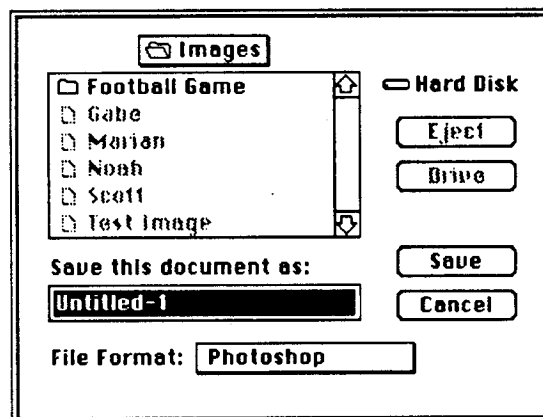 Images
Football Game
Hard Disk
Gabe
Eject
Marian
Noah
Drive
Scott
Test Image
Save this document as:
Save
Untitled-1
Cancel
File Format: Photoshop